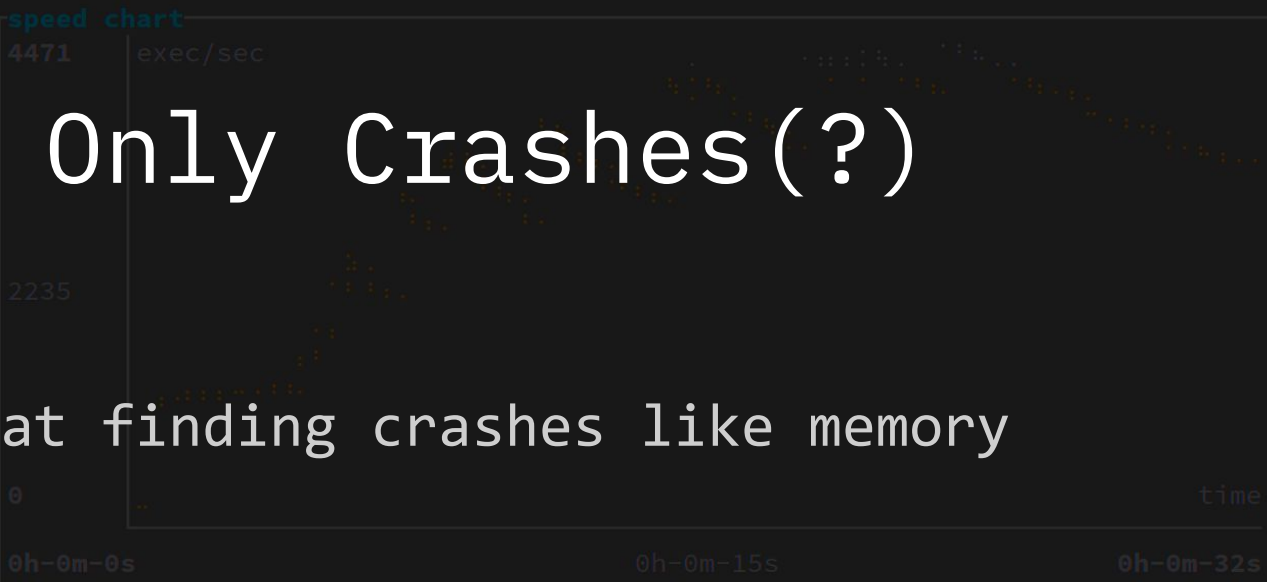 speed chart
4471 exec/sec
Only Crashes(?)
2235
at finding crashes like memory
0 time
0h-0m-0s 0h-0m-15s 0h-0m-32s